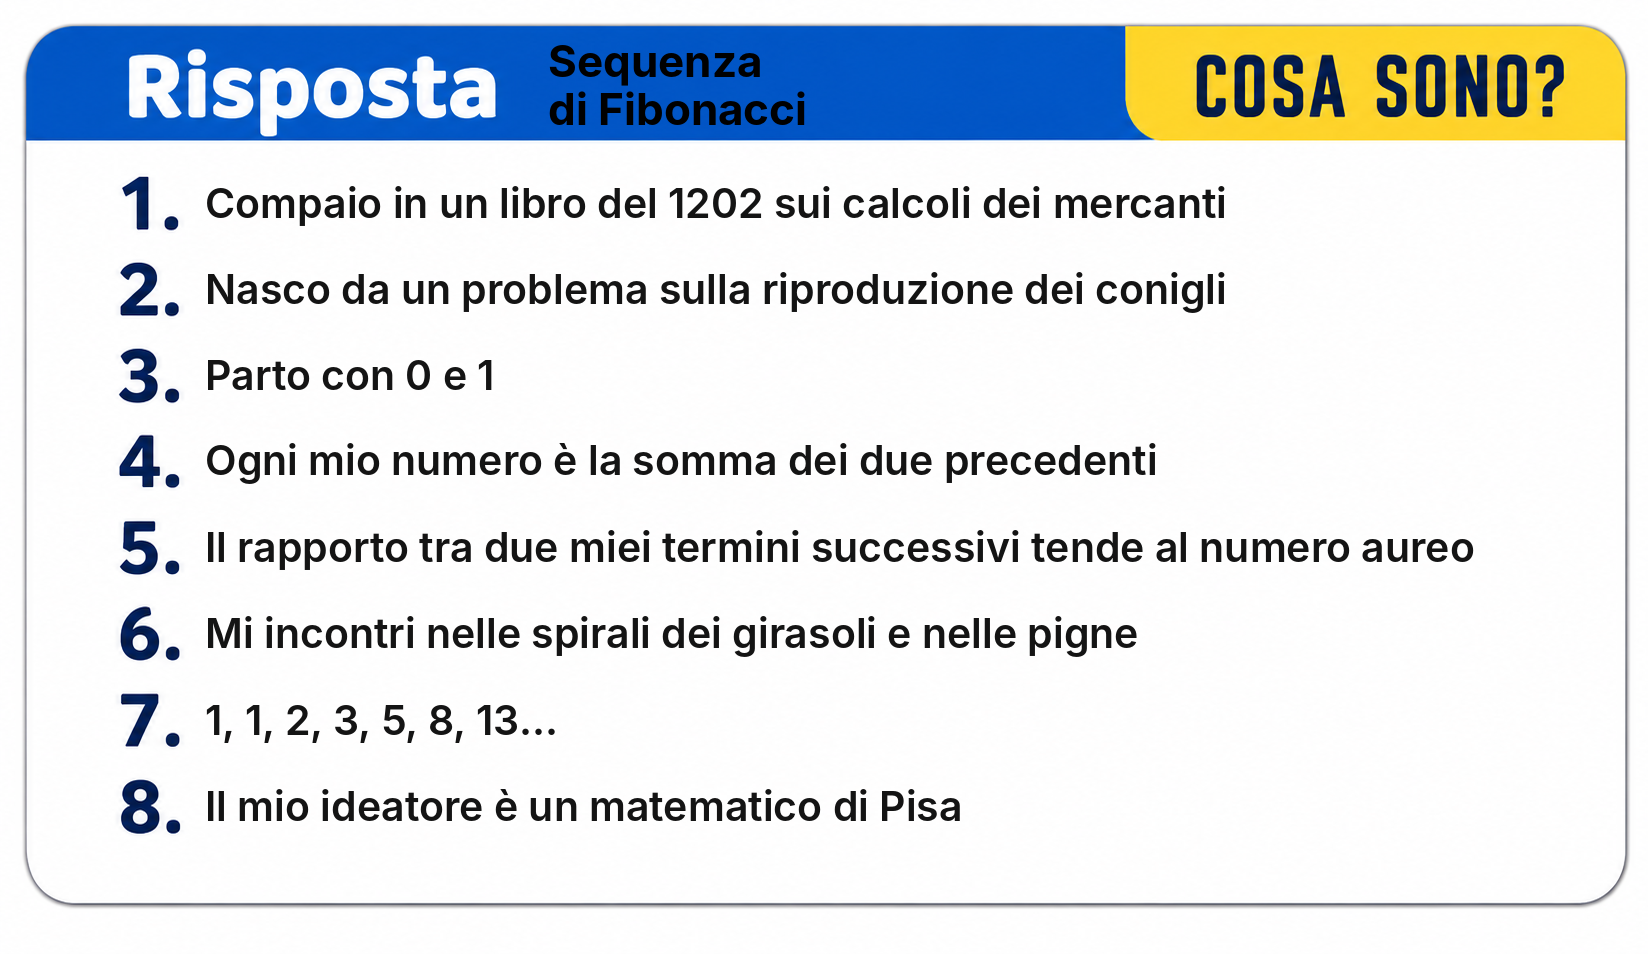 Risposta
Sequenza
di Fibonacci
COSA SONO?
1. Compaio in un libro del 1202 sui calcoli dei mercanti
2. Nasco da un problema sulla riproduzione dei conigli
3. Parto con 0 e 1
4. Ogni mio numero è la somma dei due precedenti
5. Il rapporto tra due miei termini successivi tende al numero aureo
6. Mi incontri nelle spirali dei girasoli e nelle pigne
7. 1, 1, 2, 3, 5, 8, 13...
8. Il mio ideatore è un matematico di Pisa